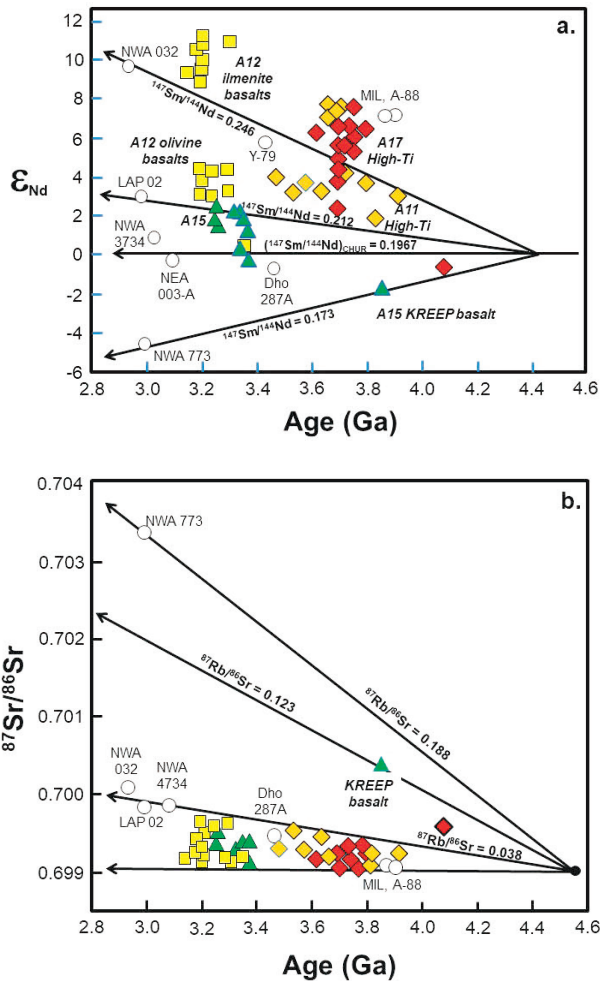 a.
12
10
8
6
4
2
0
-2
-4
-6
εNd
NWA 032
A12
ilmenite
basalts
147Sm/144Nd = 0.246
MIL, A-88
Y-79
A17
High-Ti
A12 olivine
basalts
LAP 02
A15
147Sm/144Nd = 0.212
A11
High-Ti
NWA
3734
(147Sm/144Nd)CHUR = 0.1967
NEA
003-A
Dho
287A
A15 KREEP basalt
147Sm/144Nd = 0.173
NWA 773
2.8 3.0 3.2 3.4 3.6 3.8 4.0 4.2 4.4 4.6
Age (Ga)
b.
0.704
0.703
0.702
0.701
0.700
0.699
87Sr/86Sr
NWA 773
87Rb/86Sr = 0.123
87Rb/86Sr = 0.188
NWA
032
NWA
4734
LAP 02
Dho
287A
KREEP
basalt
87Rb/86Sr = 0.038
MIL, A-88
2.8 3.0 3.2 3.4 3.6 3.8 4.0 4.2 4.4 4.6
Age (Ga)